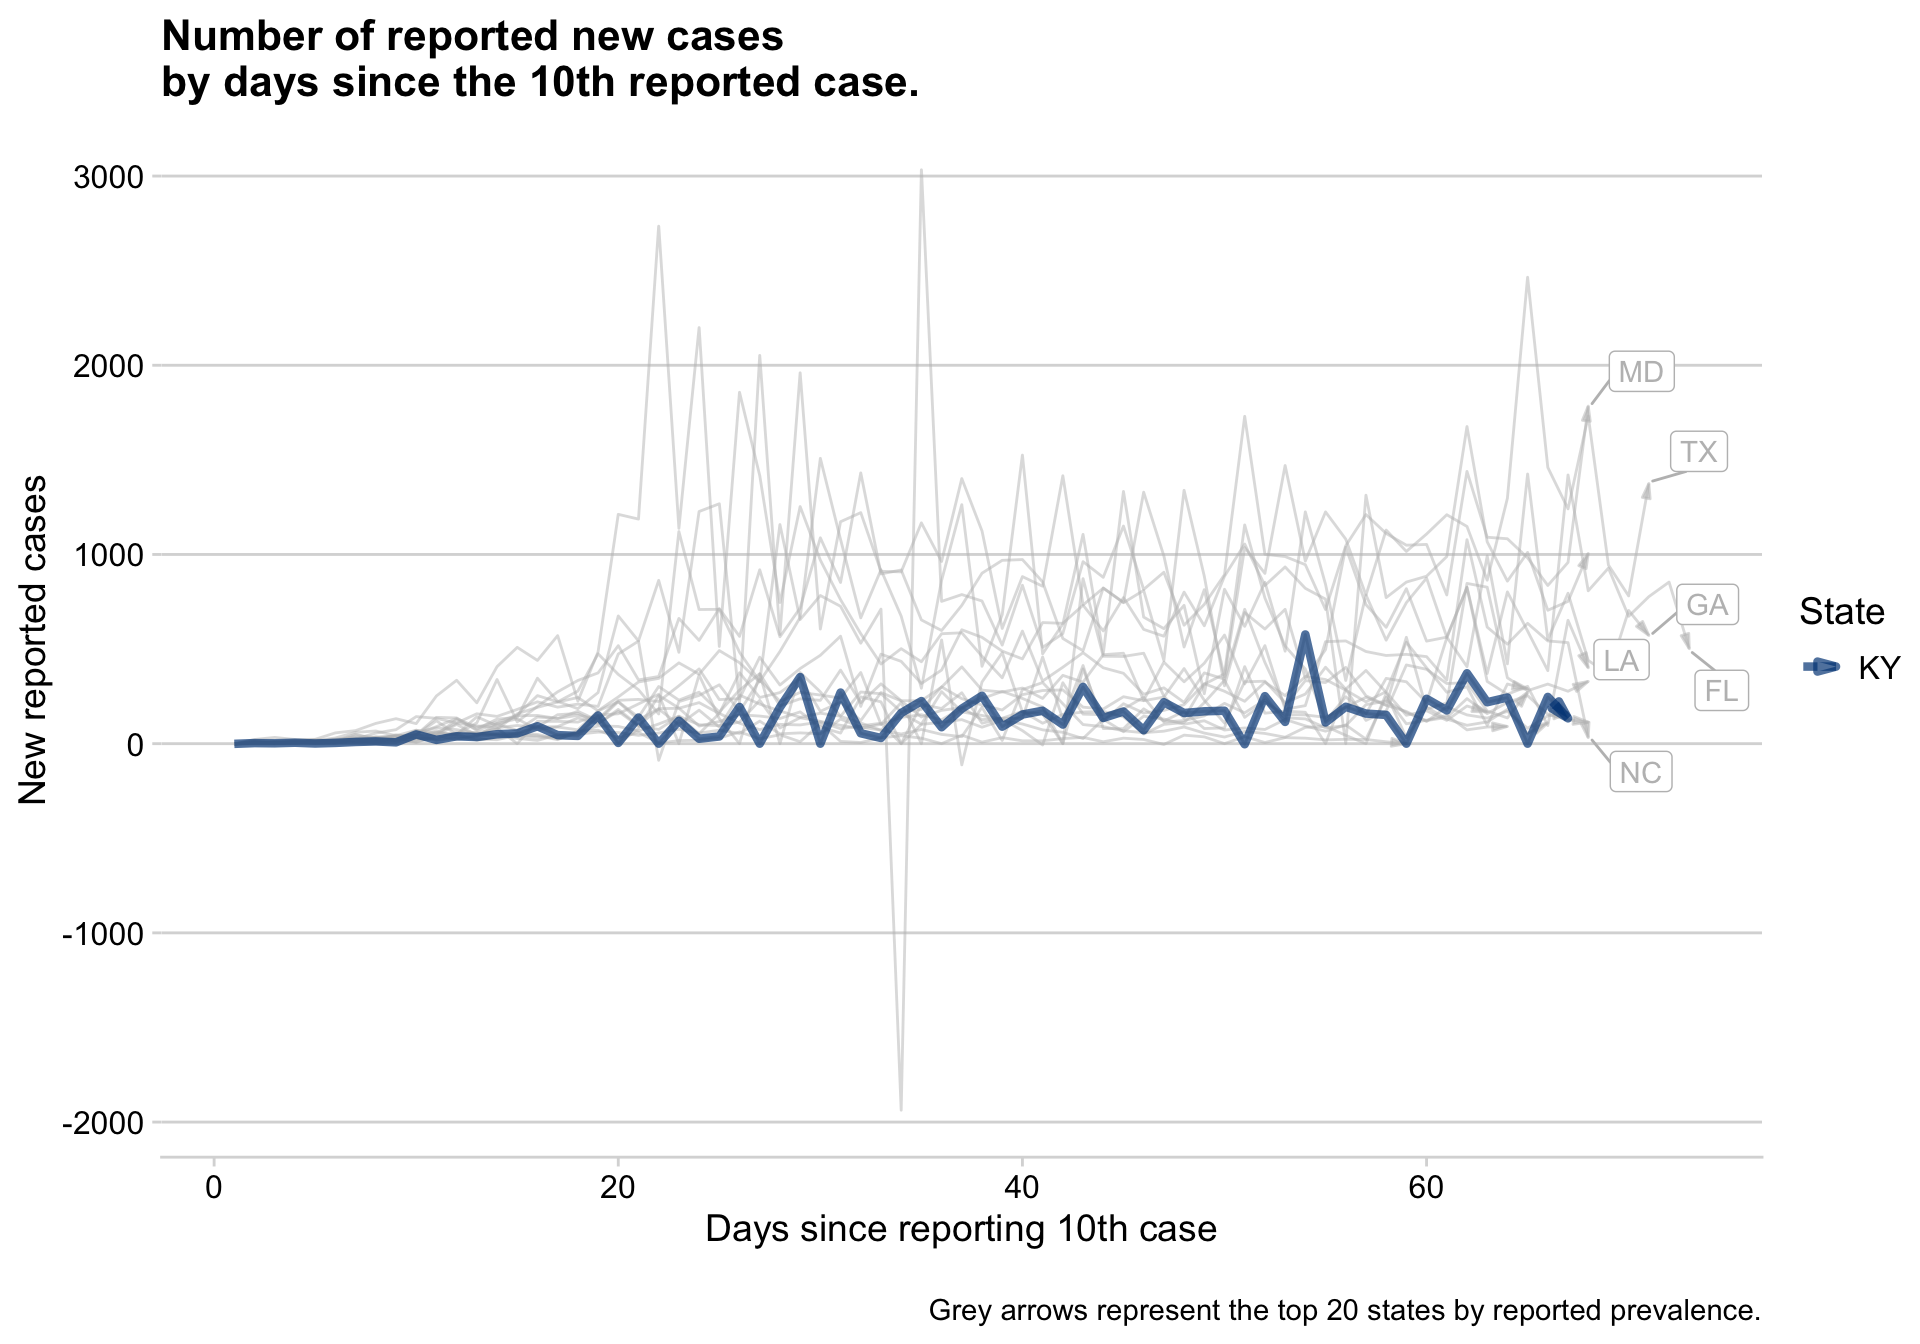 Number of reported new cases
by days since the 10th reported case.
New reported cases
3000
2000
1000
0
-1000
-2000
MD
TX
GA
LA
FL
NC
State
KY
0
20
40
60
Days since reporting 10th case
Grey arrows represent the top 20 states by reported prevalence.